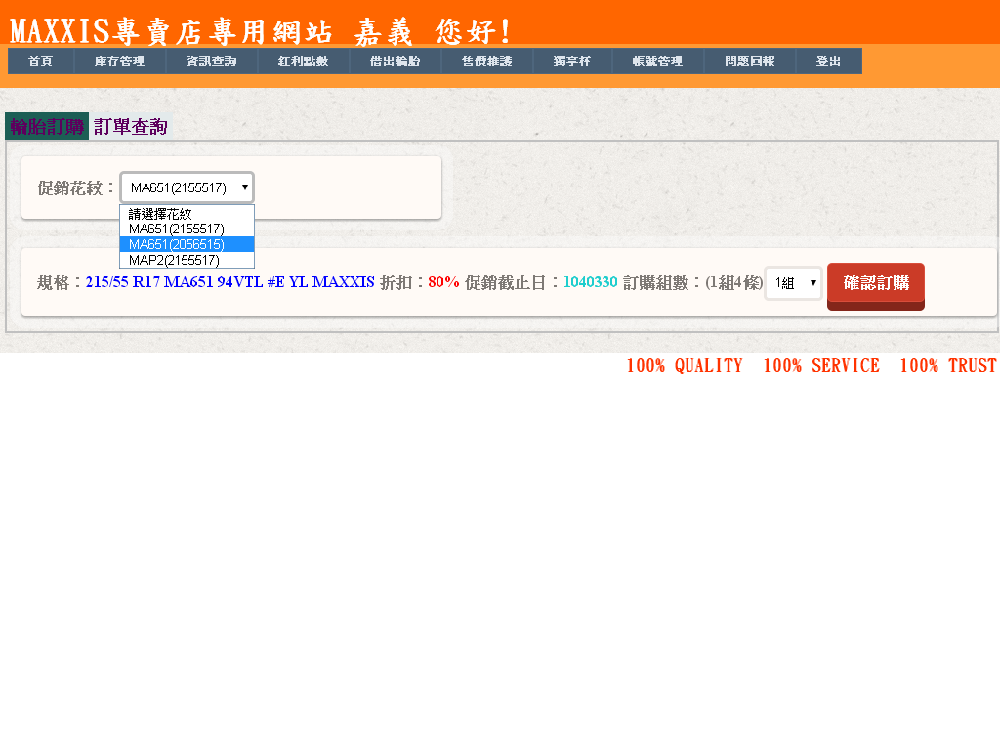 MAXXIS專賣店專用網站 嘉義 您好!
首頁 庫存管理 資訊查詢 紅利點數 借出輪胎 售價維護 獨享杯 帳號管理 問題回報 登出
輪胎訂購 訂單查詢
促銷花紋：MA651(2155517)
請選擇花紋
MA651(2155517)
MA651(2056515)
MAP2(2155517)
規格：215/55 R17 MA651 94VTL #E YL MAXXIS 折扣：80% 促銷截止日：1040330 訂購組數：(1組4條) 1組 確認訂購
100% QUALITY 100% SERVICE 100% TRUST